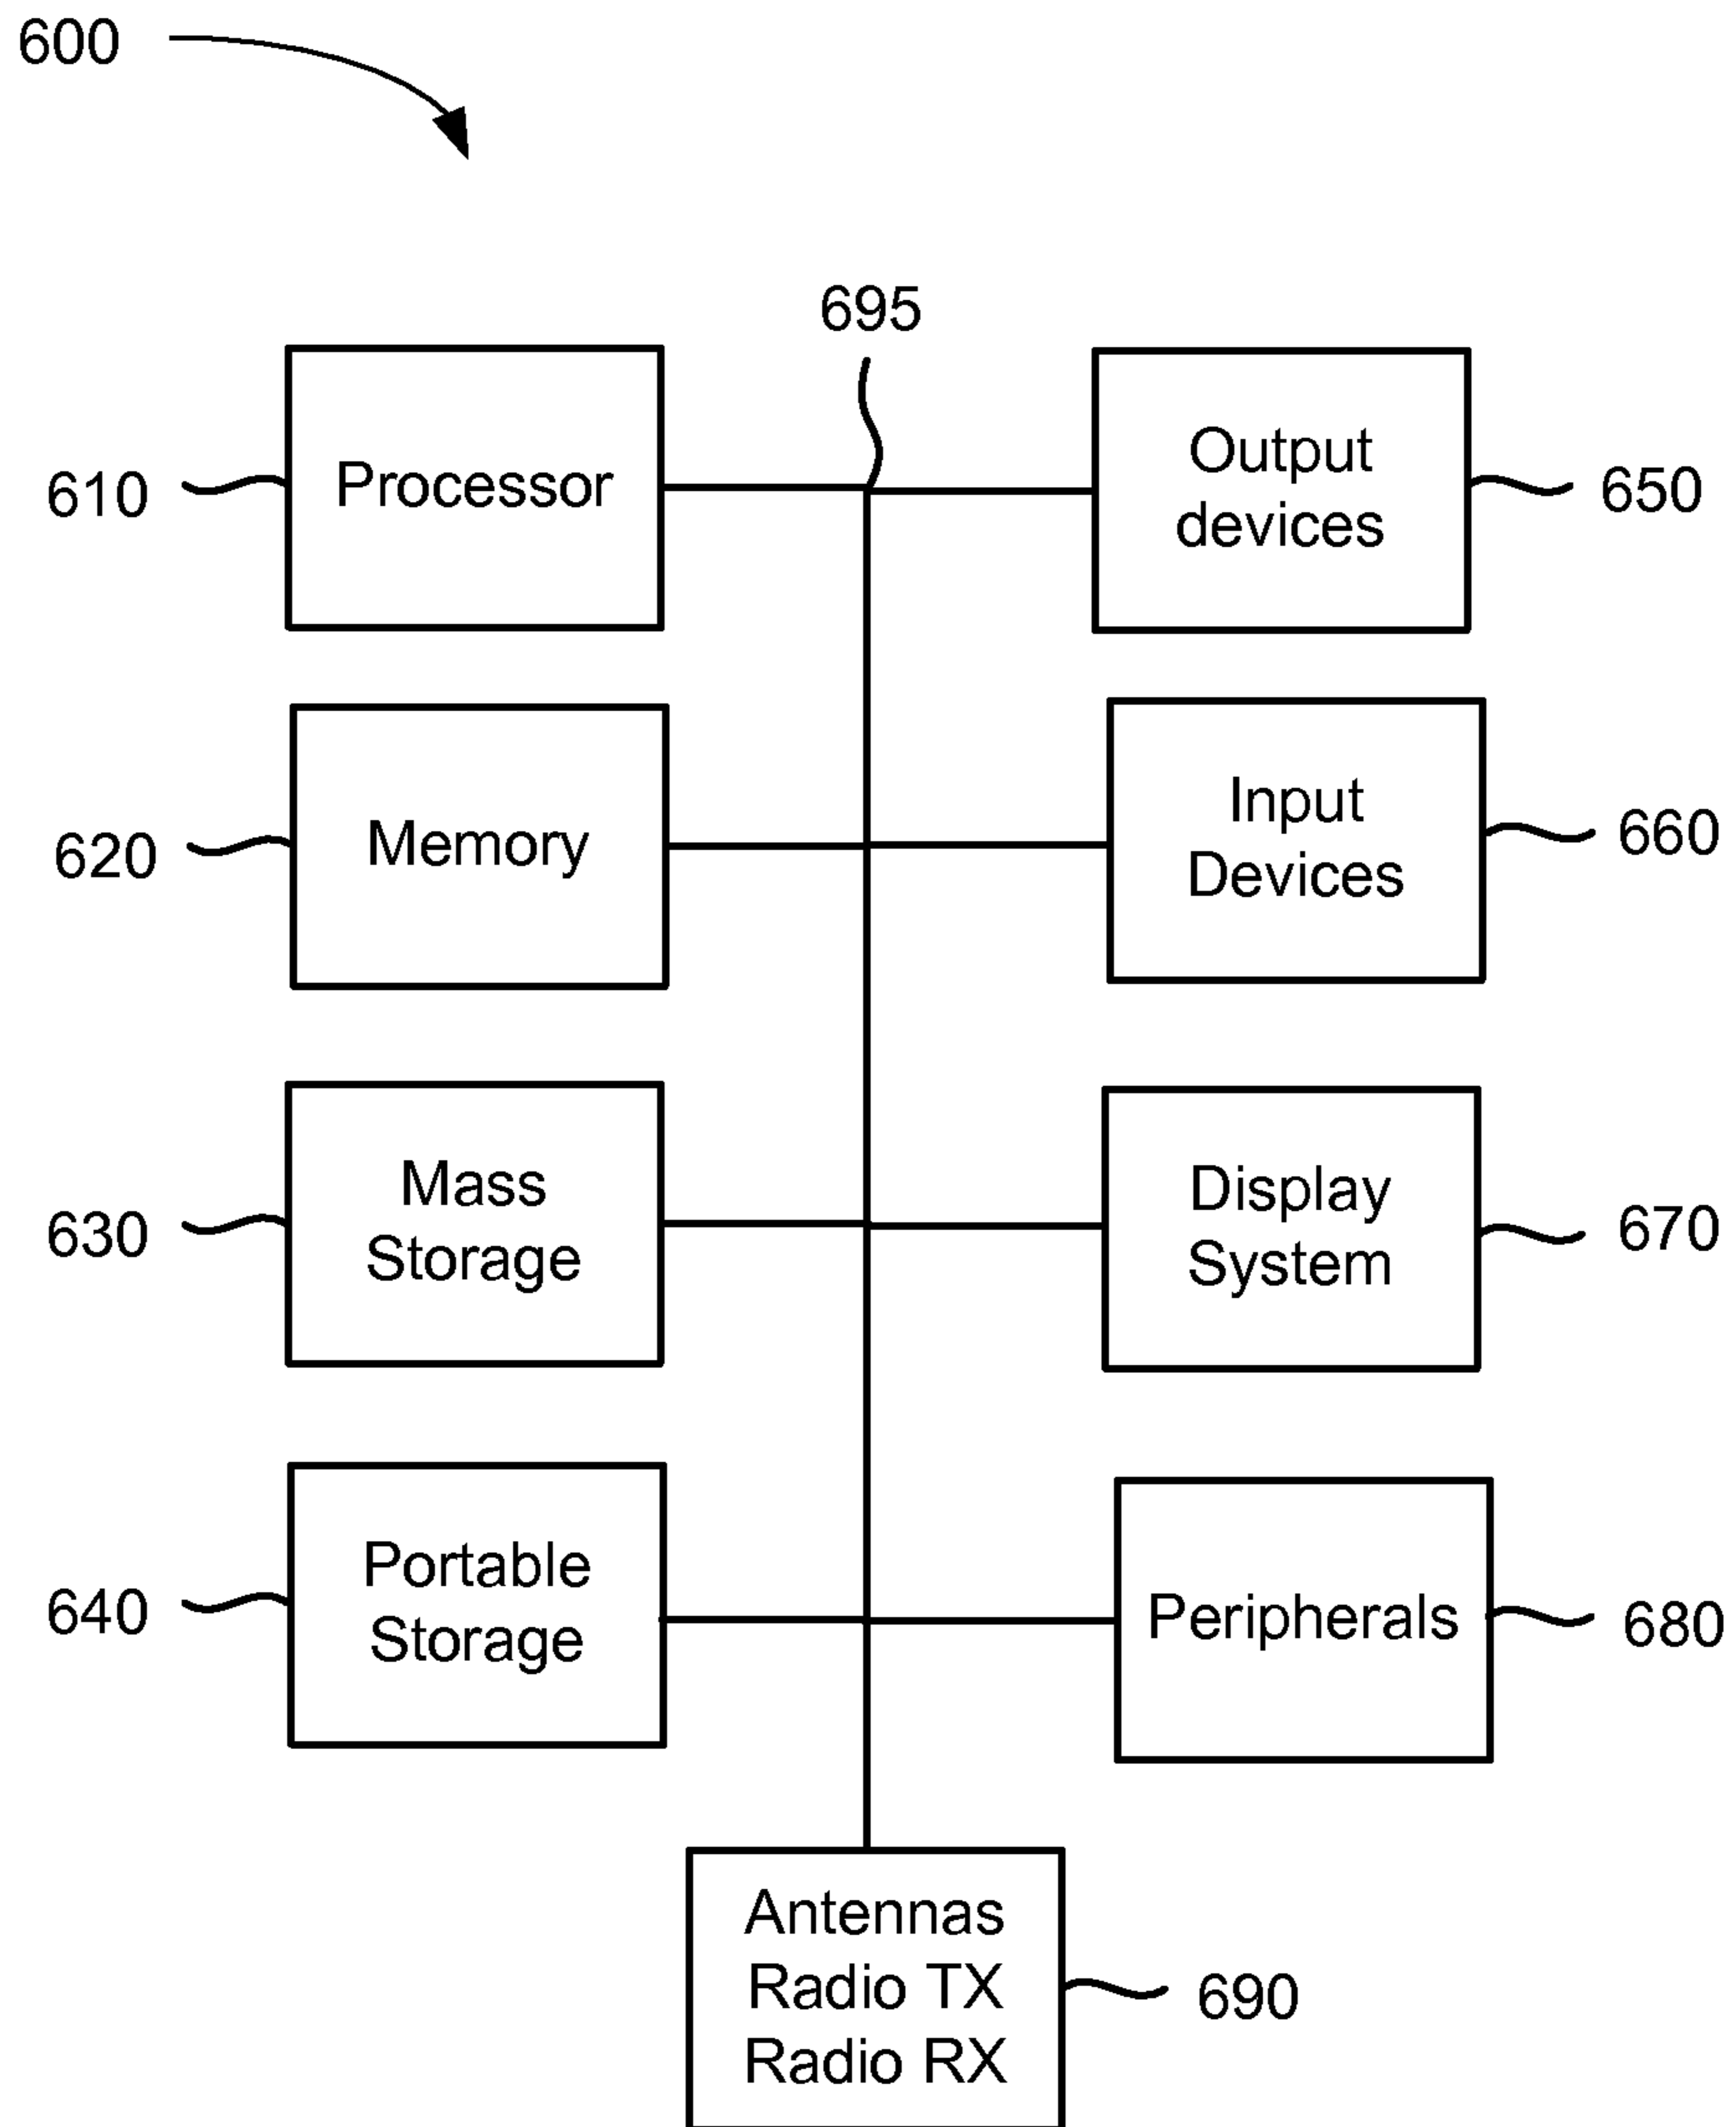 600
695
610
Processor
Output
devices
650
620
Memory
Input
Devices
660
630
Mass
Storage
Display
System
670
640
Portable
Storage
Peripherals
680
Antennas
Radio TX
Radio RX
690